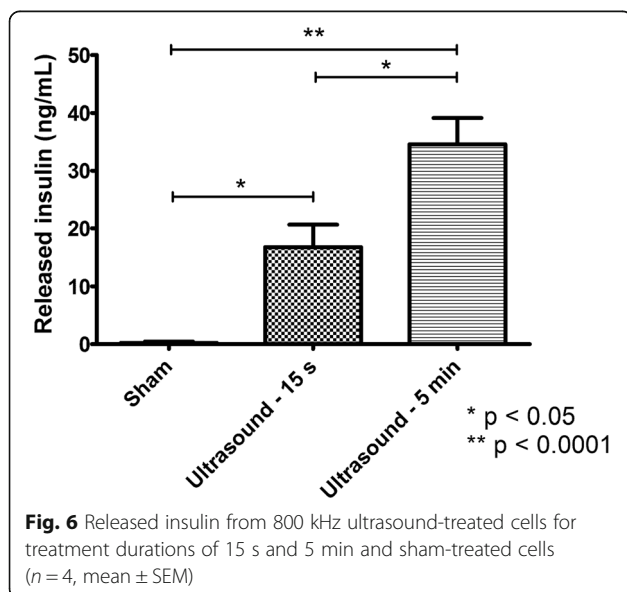 **
50
*
40
30
*
20
10
0
Released insulin (ng/mL)
Sham
Ultrasound - 15 s
Ultrasound - 5 min
* p < 0.05
** p < 0.0001
Fig. 6 Released insulin from 800 kHz ultrasound-treated cells for
treatment durations of 15 s and 5 min and sham-treated cells
(n = 4, mean ± SEM)